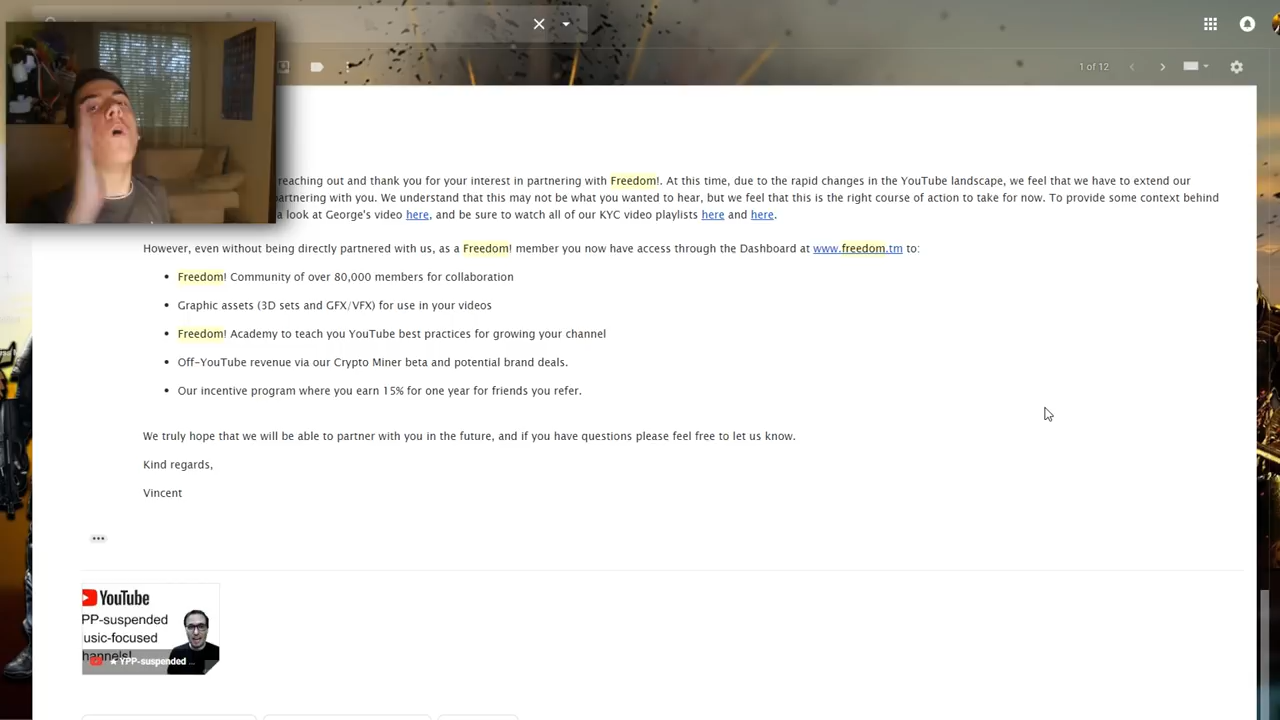 1 of 12
reaching out and thank you for your interest in partnering with Freedom!. At this time, due to the rapid changes in the YouTube landscape, we feel that we have to extend our
partnering with you. We understand that this may not be what you wanted to hear, but we feel that this is the right course of action to take for now. To provide some context behind
a look at George's video here, and be sure to watch all of our KYC video playlists here and here.
However, even without being directly partnered with us, as a Freedom! member you now have access through the Dashboard at www.freedom.tm to:
• Freedom! Community of over 80,000 members for collaboration
• Graphic assets (3D sets and GFX/VFX) for use in your videos
• Freedom! Academy to teach you YouTube best practices for growing your channel
• Off-YouTube revenue via our Crypto Miner beta and potential brand deals.
• Our incentive program where you earn 15% for one year for friends you refer.
We truly hope that we will be able to partner with you in the future, and if you have questions please feel free to let us know.
Kind regards,
Vincent
YouTube
PP-suspended
usic-focused
hannels!
★ YPP-suspended ...